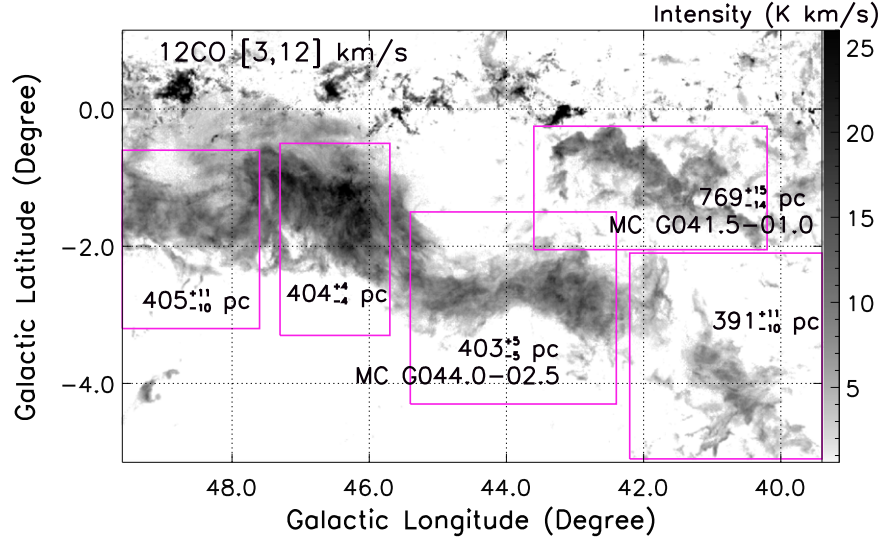 Intensity (K km/s)
12CO [3,12] km/s
25
20
15
10
5
0.0
−2.0
−4.0
Galactic Latitude (Degree)
769+15−14 pc
MC G041.5−01.0
405+11−10 pc
404+4−4 pc
391+11−10 pc
403+5−5 pc
MC G044.0−02.5
48.0 46.0 44.0 42.0 40.0
Galactic Longitude (Degree)